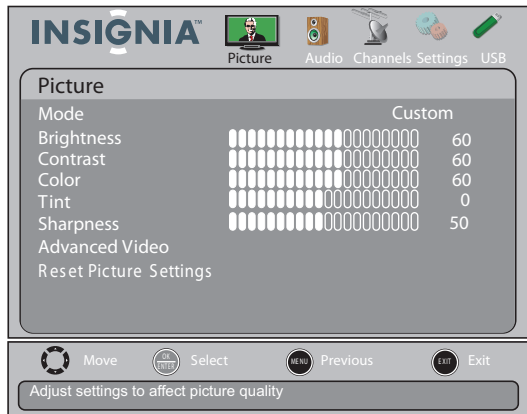 INSIGNIA™
Picture Audio Channels Settings USB
Picture
Mode Custom
Brightness 60
Contrast 60
Color 60
Tint 0
Sharpness 50
Advanced Video
Reset Picture Settings
Move OK ENTER Select MENU Previous EXIT Exit
Adjust settings to affect picture quality